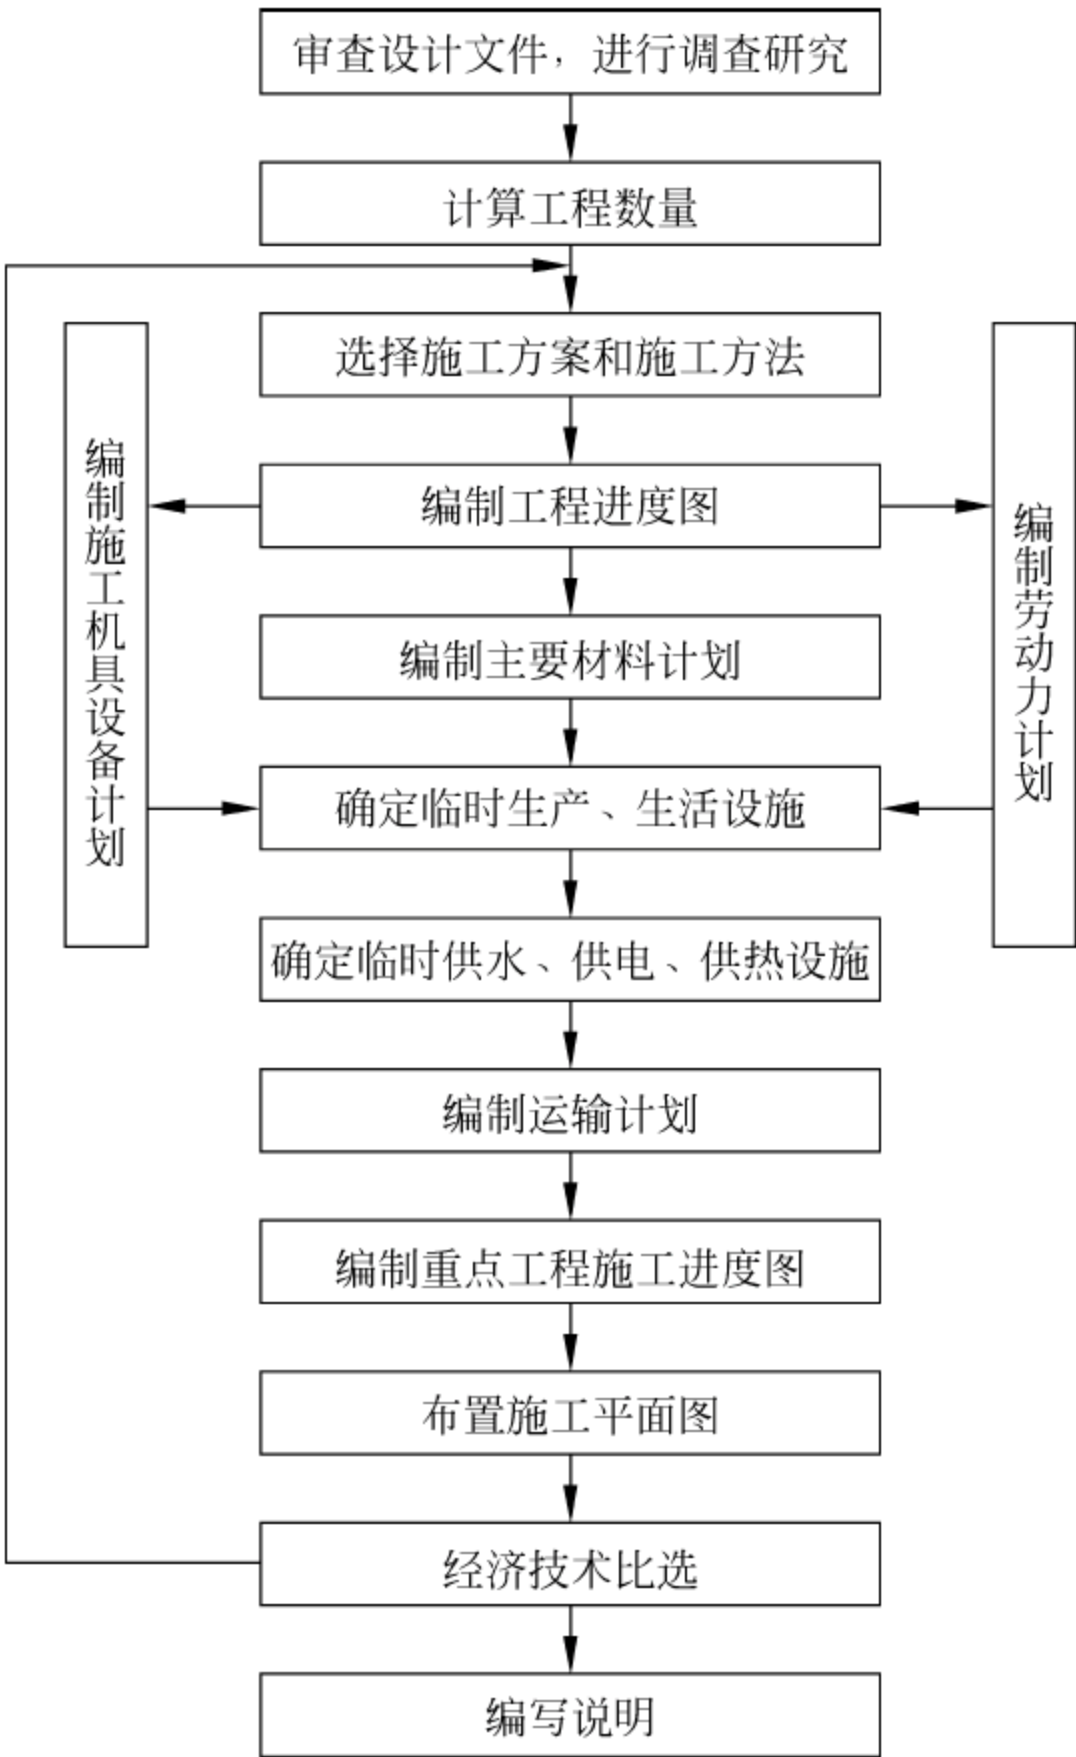 审查设计文件，进行调查研究
计算工程数量
选择施工方案和施工方法
编制工程进度图
编制施工机具设备计划
编制劳动力计划
编制主要材料计划
确定临时生产、生活设施
确定临时供水、供电、供热设施
编制运输计划
编制重点工程施工进度图
布置施工平面图
经济技术比选
编写说明